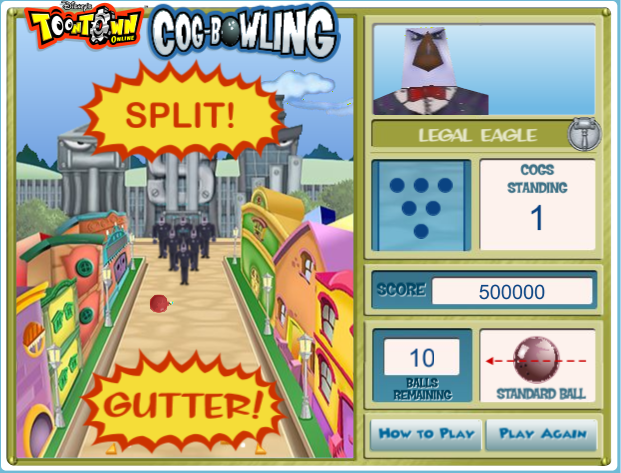 Disney's
TOONTOWN
ONLINE
COG-BOWLING
SPLIT!
LEGAL EAGLE
COGS
STANDING
1
SCORE 500000
10
BALLS
REMAINING
STANDARD BALL
GUTTER!
HOW TO PLAY PLAY AGAIN